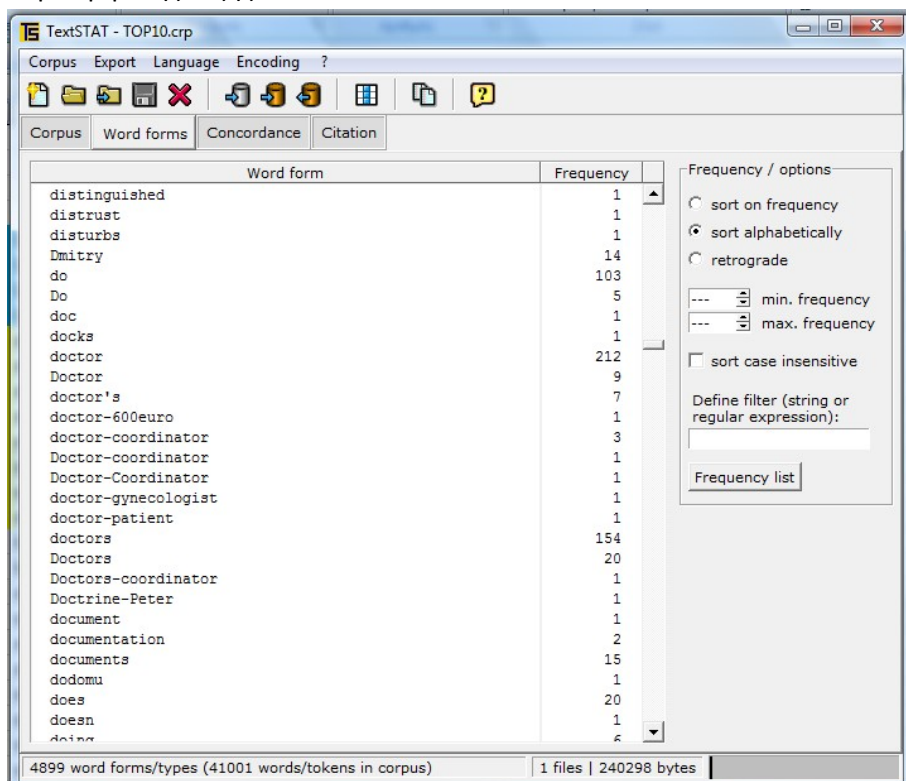 TextSTAT - TOP10.crp
Corpus Export Language Encoding ?
Corpus Word forms Concordance Citation
Word form Frequency
distinguished 1
distrust 1
disturbs 1
Dmitry 14
do 103
Do 5
doc 1
docks 1
doctor 212
Doctor 9
doctor's 7
doctor-600euro 1
doctor-coordinator 3
Doctor-coordinator 1
Doctor-Coordinator 1
doctor-gynecologist 1
doctor-patient 1
doctors 154
Doctors 20
Doctors-coordinator 1
Doctrine-Peter 1
document 1
documentation 2
documents 15
dodomu 1
does 20
doesn 1
doing 6
Frequency / options
sort on frequency
sort alphabetically
retrograde
--- min. frequency
--- max. frequency
sort case insensitive
Define filter (string or
regular expression):
Frequency list
4899 word forms/types (41001 words/tokens in corpus) 1 files | 240298 bytes